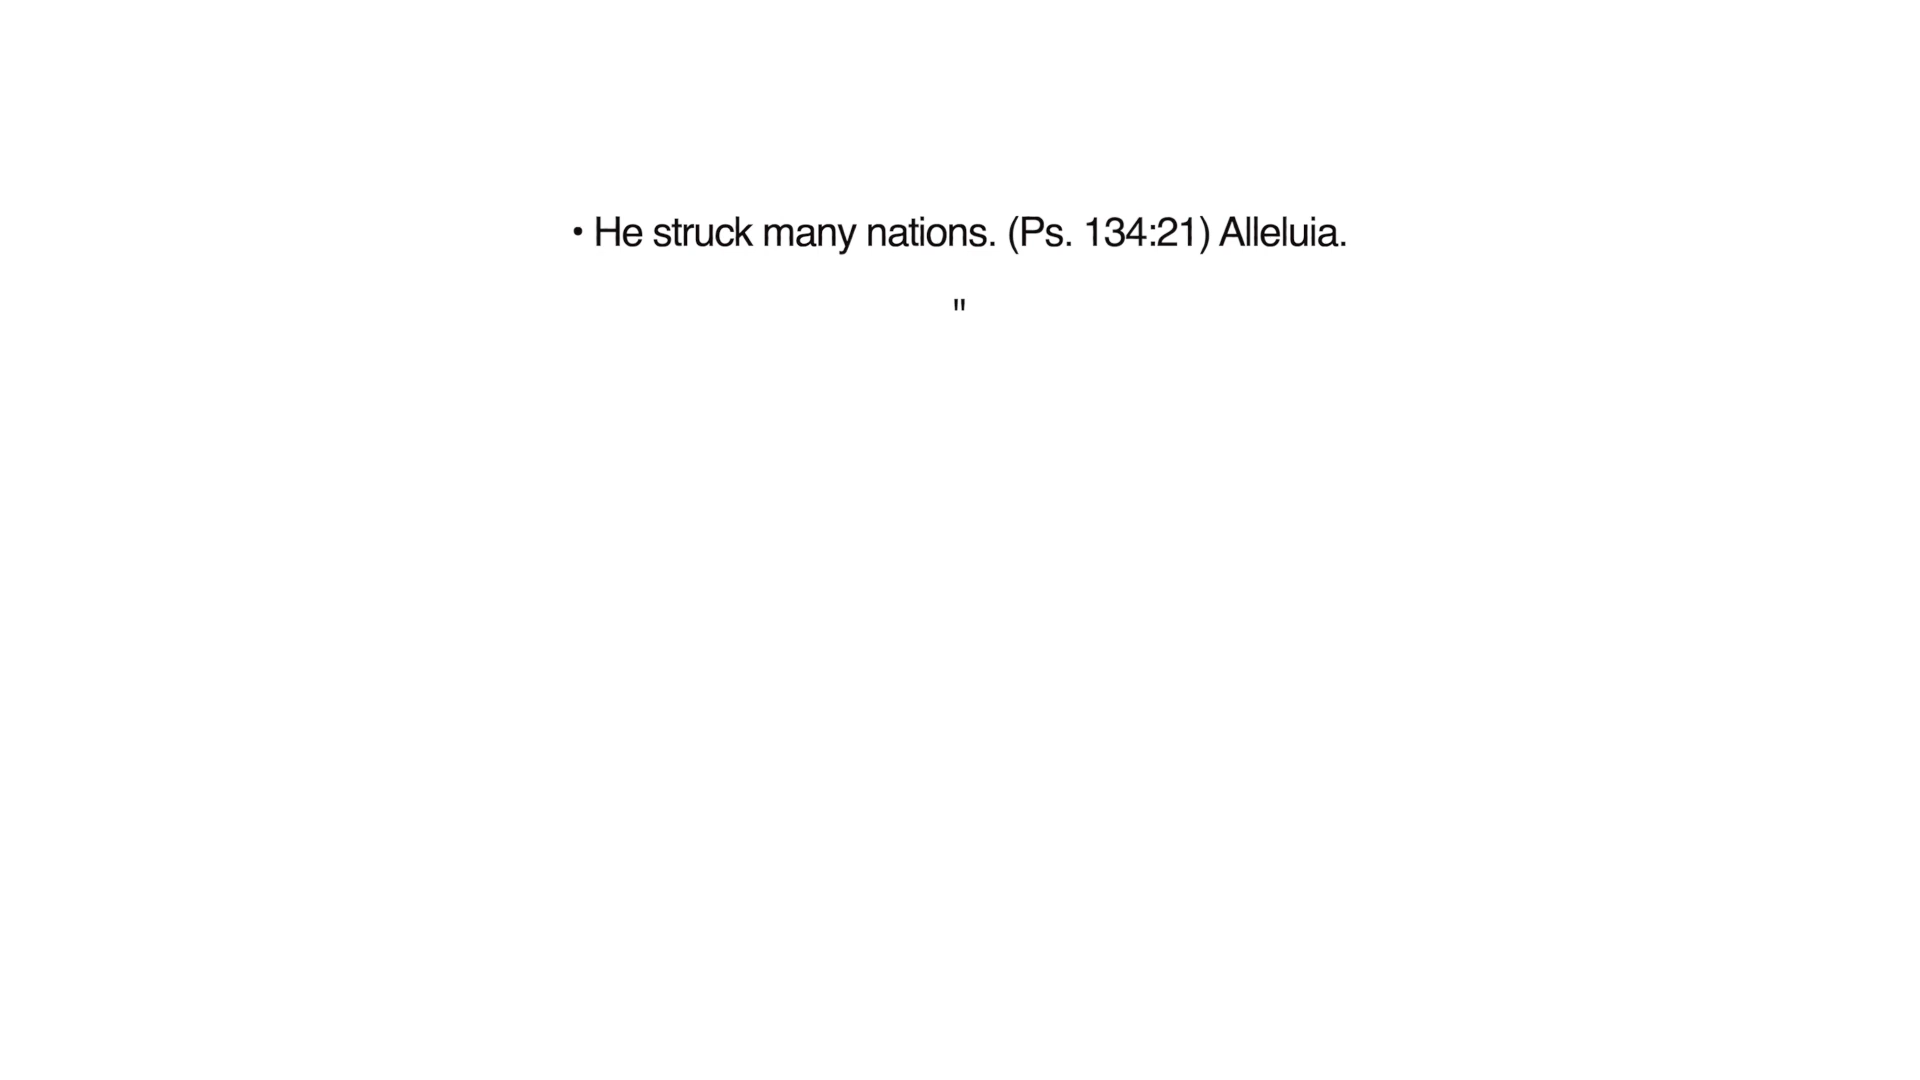 • He struck many nations. (Ps. 134:21) Alleluia.
"